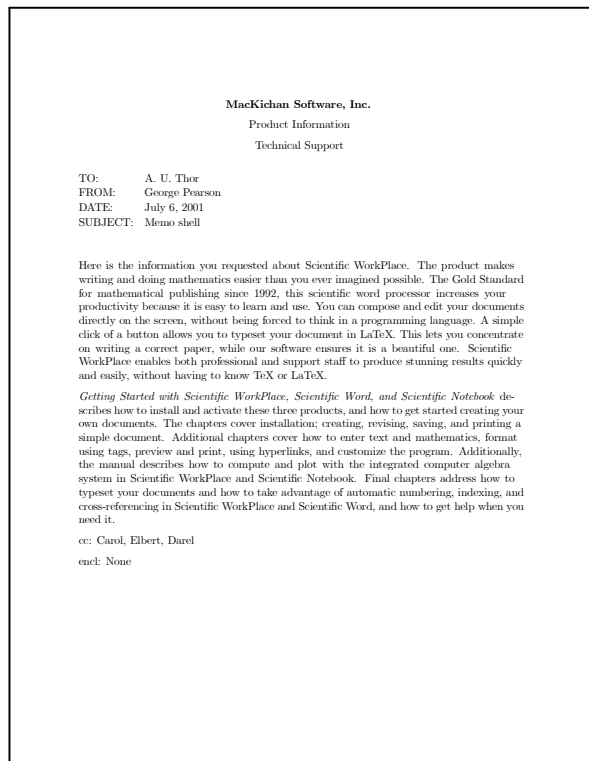 MacKichan Software, Inc.
Product Information
Technical Support
TO: A. U. Thor
FROM: George Pearson
DATE: July 6, 2001
SUBJECT: Memo shell
Here is the information you requested about Scientific WorkPlace. The product makes
writing and doing mathematics easier than you ever imagined possible. The Gold Standard
for mathematical publishing since 1992, this scientific word processor increases your
productivity because it is easy to learn and use. You can compose and edit your documents
directly on the screen, without being forced to think in a programming language. A simple
click of a button allows you to typeset your document in LaTeX. This lets you concentrate
on writing a correct paper, while our software ensures it is a beautiful one. Scientific
WorkPlace enables both professional and support staff to produce stunning results quickly
and easily, without having to know TeX or LaTeX.
Getting Started with Scientific WorkPlace, Scientific Word, and Scientific Notebook de-
scribes how to install and activate these three products, and how to get started creating your
own documents. The chapters cover installation; creating, revising, saving, and printing a
simple document. Additional chapters cover how to enter text and mathematics, format
using tags, preview and print, using hyperlinks, and customize the program. Additionally,
the manual describes how to compute and plot with the integrated computer algebra
system in Scientific WorkPlace and Scientific Notebook. Final chapters address how to
typeset your documents and how to take advantage of automatic numbering, indexing, and
cross-referencing in Scientific WorkPlace and Scientific Word, and how to get help when you
need it.
cc: Carol, Elbert, Darel
encl: None